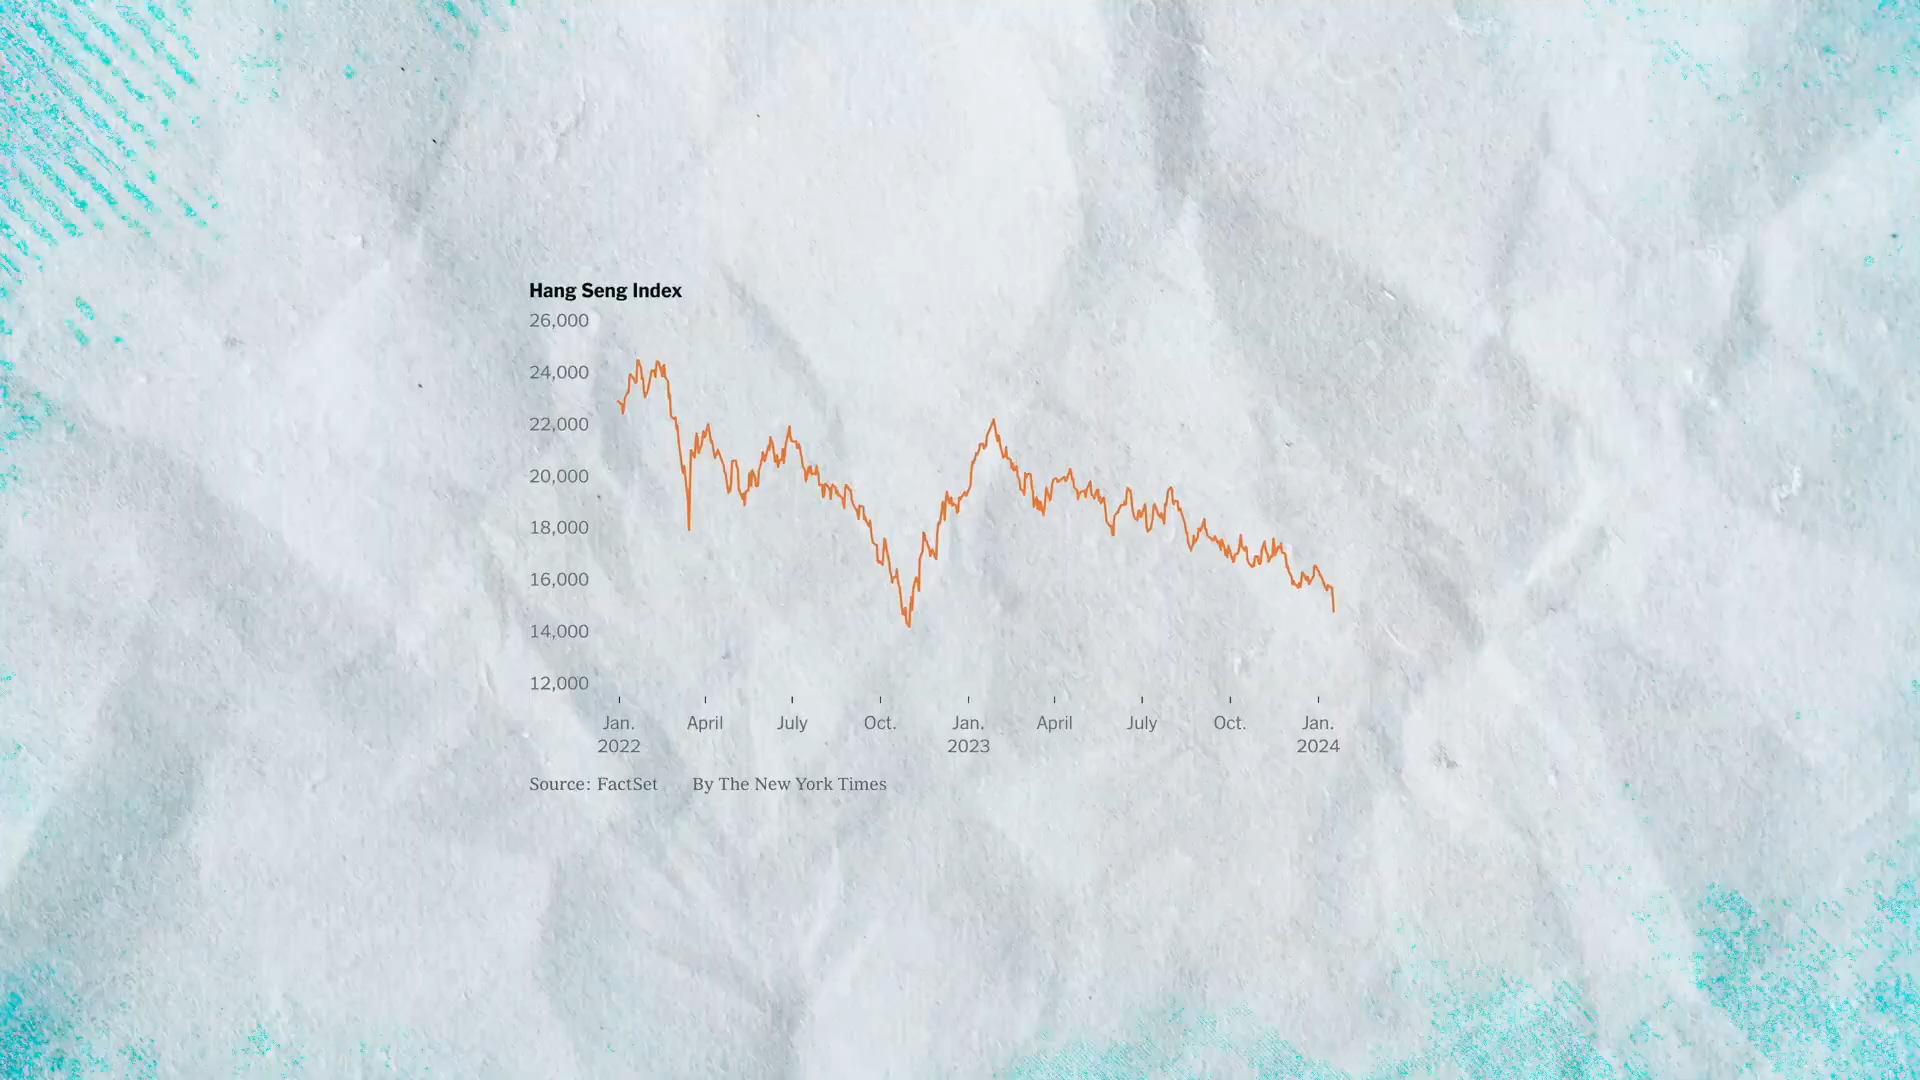 Hang Seng Index
26,000
24,000
22,000
20,000
18,000
16,000
14,000
12,000
Jan. April July Oct. Jan. April July Oct. Jan.
2022 2023 2024
Source: FactSet By The New York Times